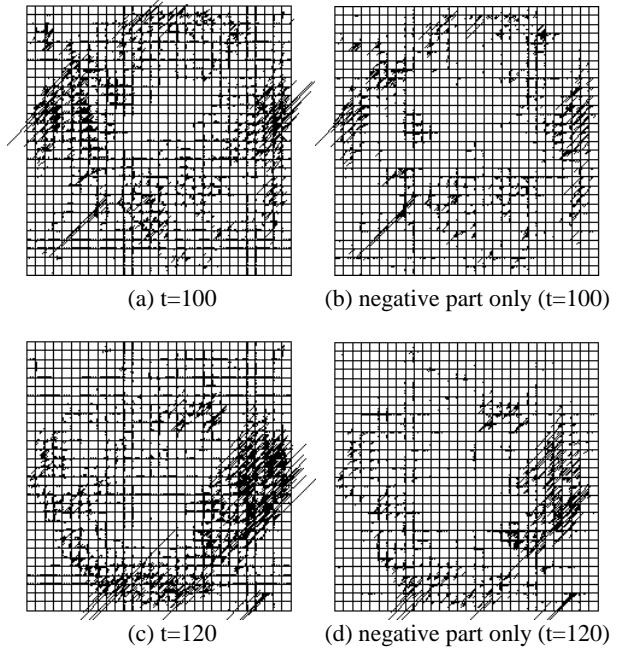 (a) t=100
(b) negative part only (t=100)
(c) t=120
(d) negative part only (t=120)